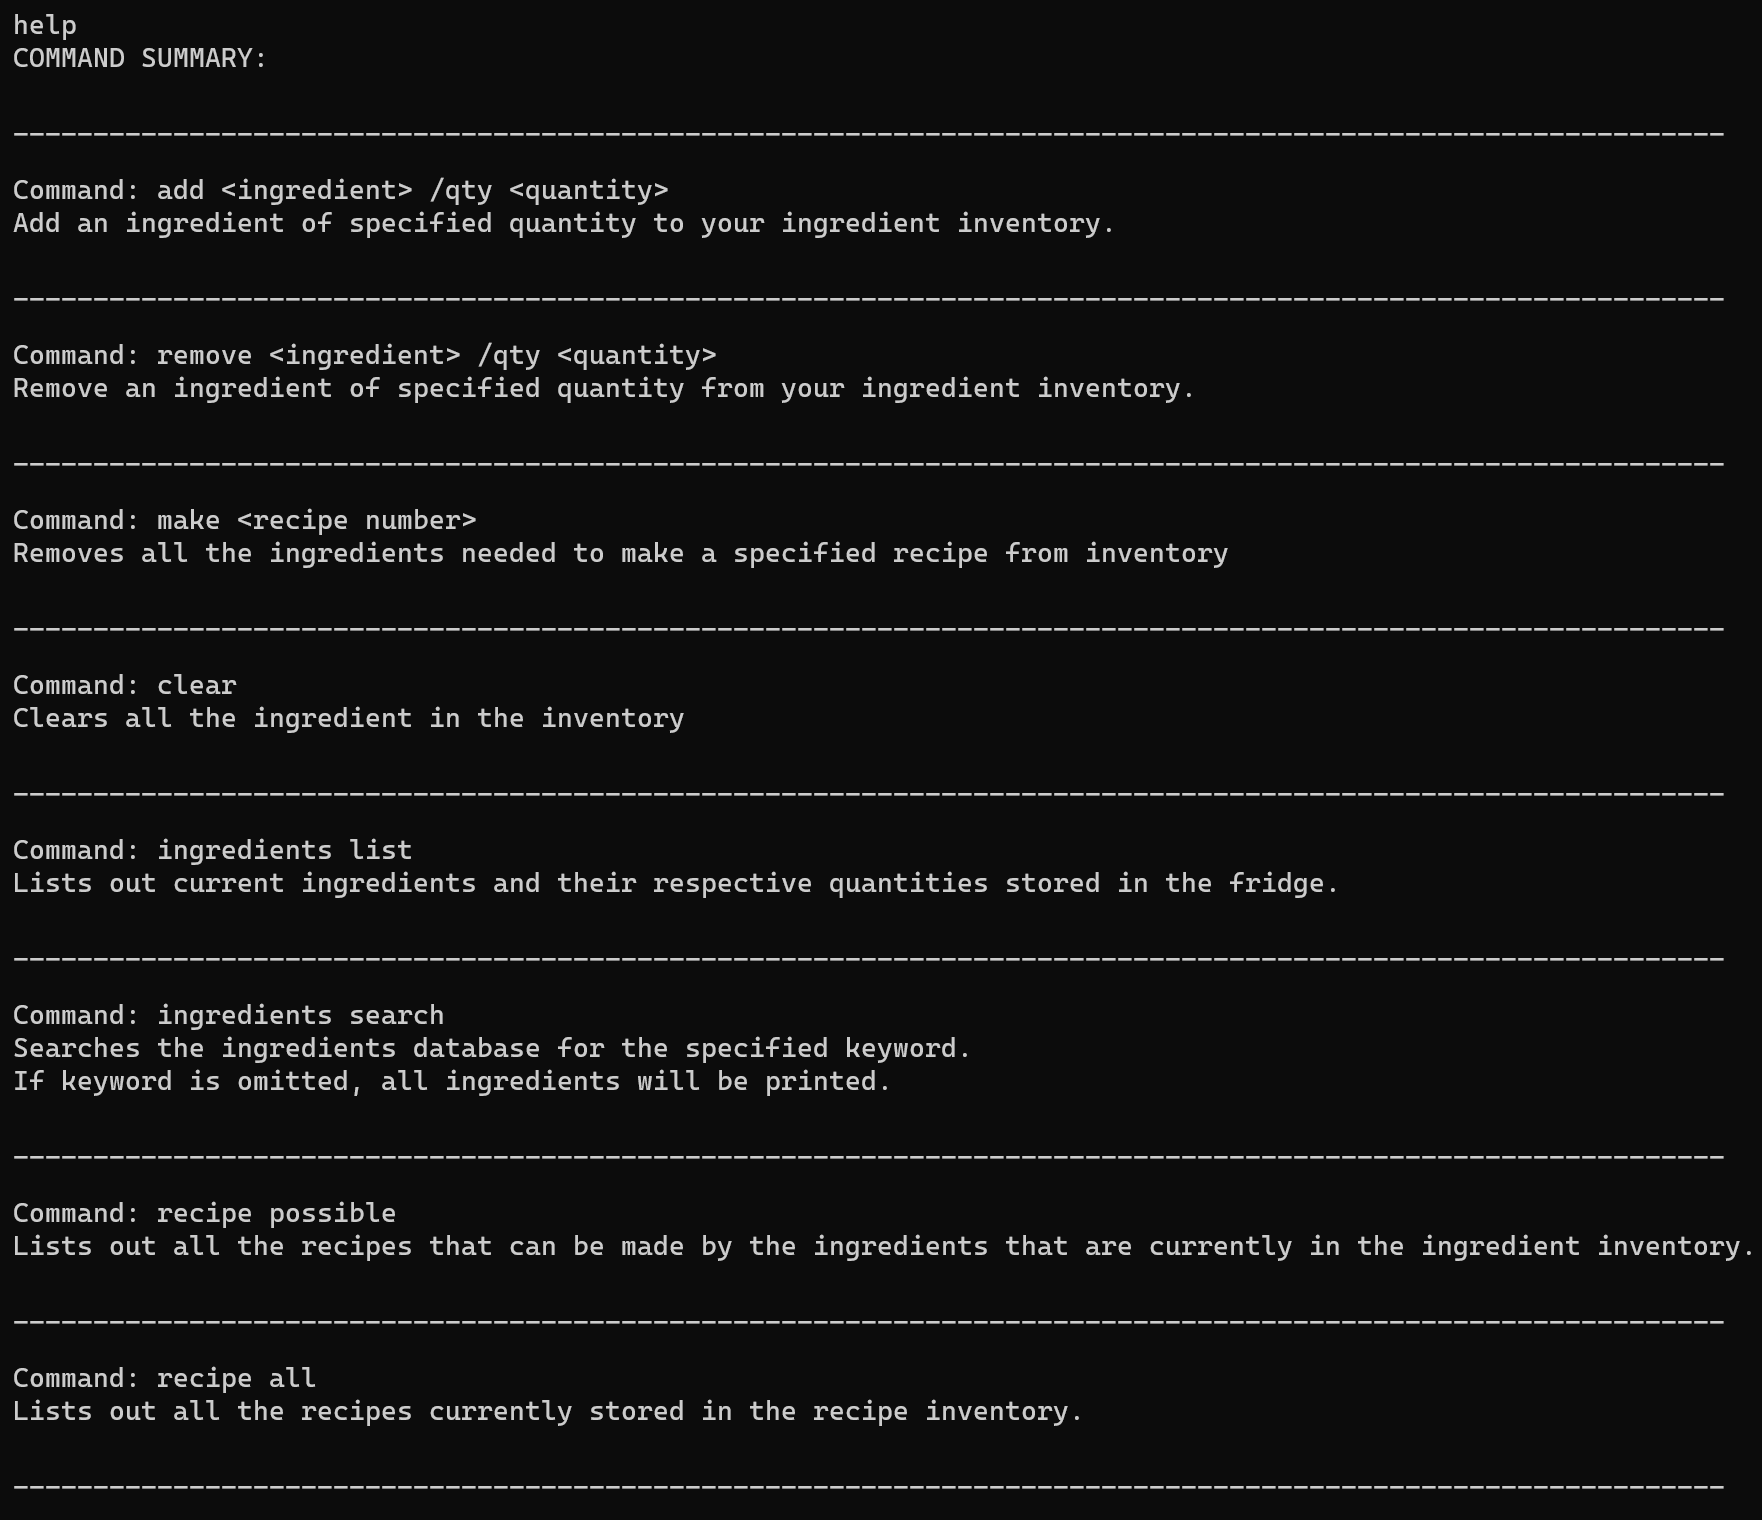 help
COMMAND SUMMARY:
-----------------------------------------------------------------------------------------------------------
Command: add <ingredient> /qty <quantity>
Add an ingredient of specified quantity to your ingredient inventory.
-----------------------------------------------------------------------------------------------------------
Command: remove <ingredient> /qty <quantity>
Remove an ingredient of specified quantity from your ingredient inventory.
-----------------------------------------------------------------------------------------------------------
Command: make <recipe number>
Removes all the ingredients needed to make a specified recipe from inventory
-----------------------------------------------------------------------------------------------------------
Command: clear
Clears all the ingredient in the inventory
-----------------------------------------------------------------------------------------------------------
Command: ingredients list
Lists out current ingredients and their respective quantities stored in the fridge.
-----------------------------------------------------------------------------------------------------------
Command: ingredients search
Searches the ingredients database for the specified keyword.
If keyword is omitted, all ingredients will be printed.
-----------------------------------------------------------------------------------------------------------
Command: recipe possible
Lists out all the recipes that can be made by the ingredients that are currently in the ingredient inventory.
-----------------------------------------------------------------------------------------------------------
Command: recipe all
Lists out all the recipes currently stored in the recipe inventory.
-----------------------------------------------------------------------------------------------------------